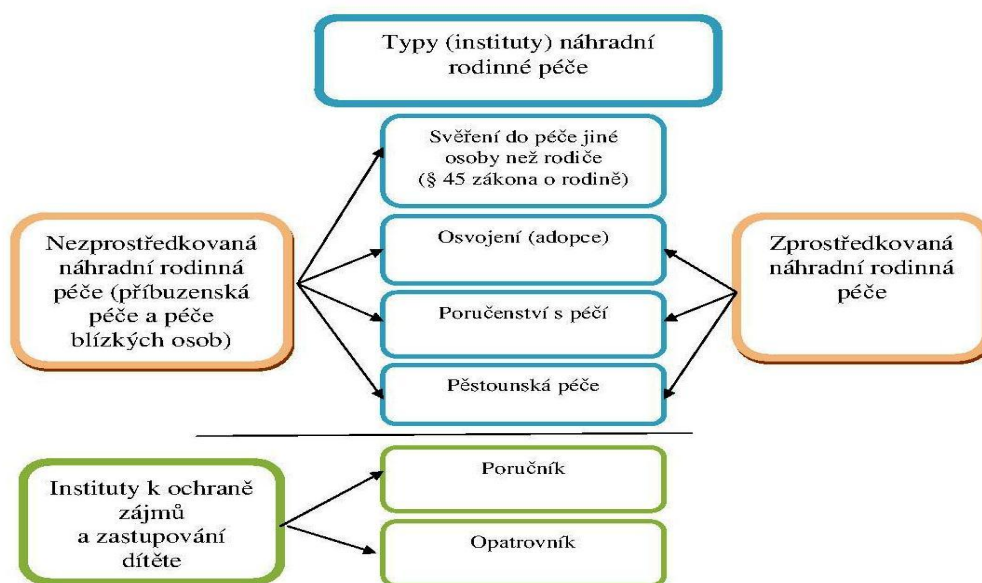 Typy (instituty) náhradní
rodinné péče
Svěření do péče jiné
osoby než rodiče
(§ 45 zákona o rodině)
Nezprostředkovaná
náhradní rodinná
péče (příbuzenská
péče a péče
blízkých osob)
Osvojení (adopce)
Poručenství s péčí
Pěstounská péče
Zprostředkovaná
náhradní rodinná
péče
Instituty k ochraně
zájmů
a zastupování
dítěte
Poručník
Opatrovník